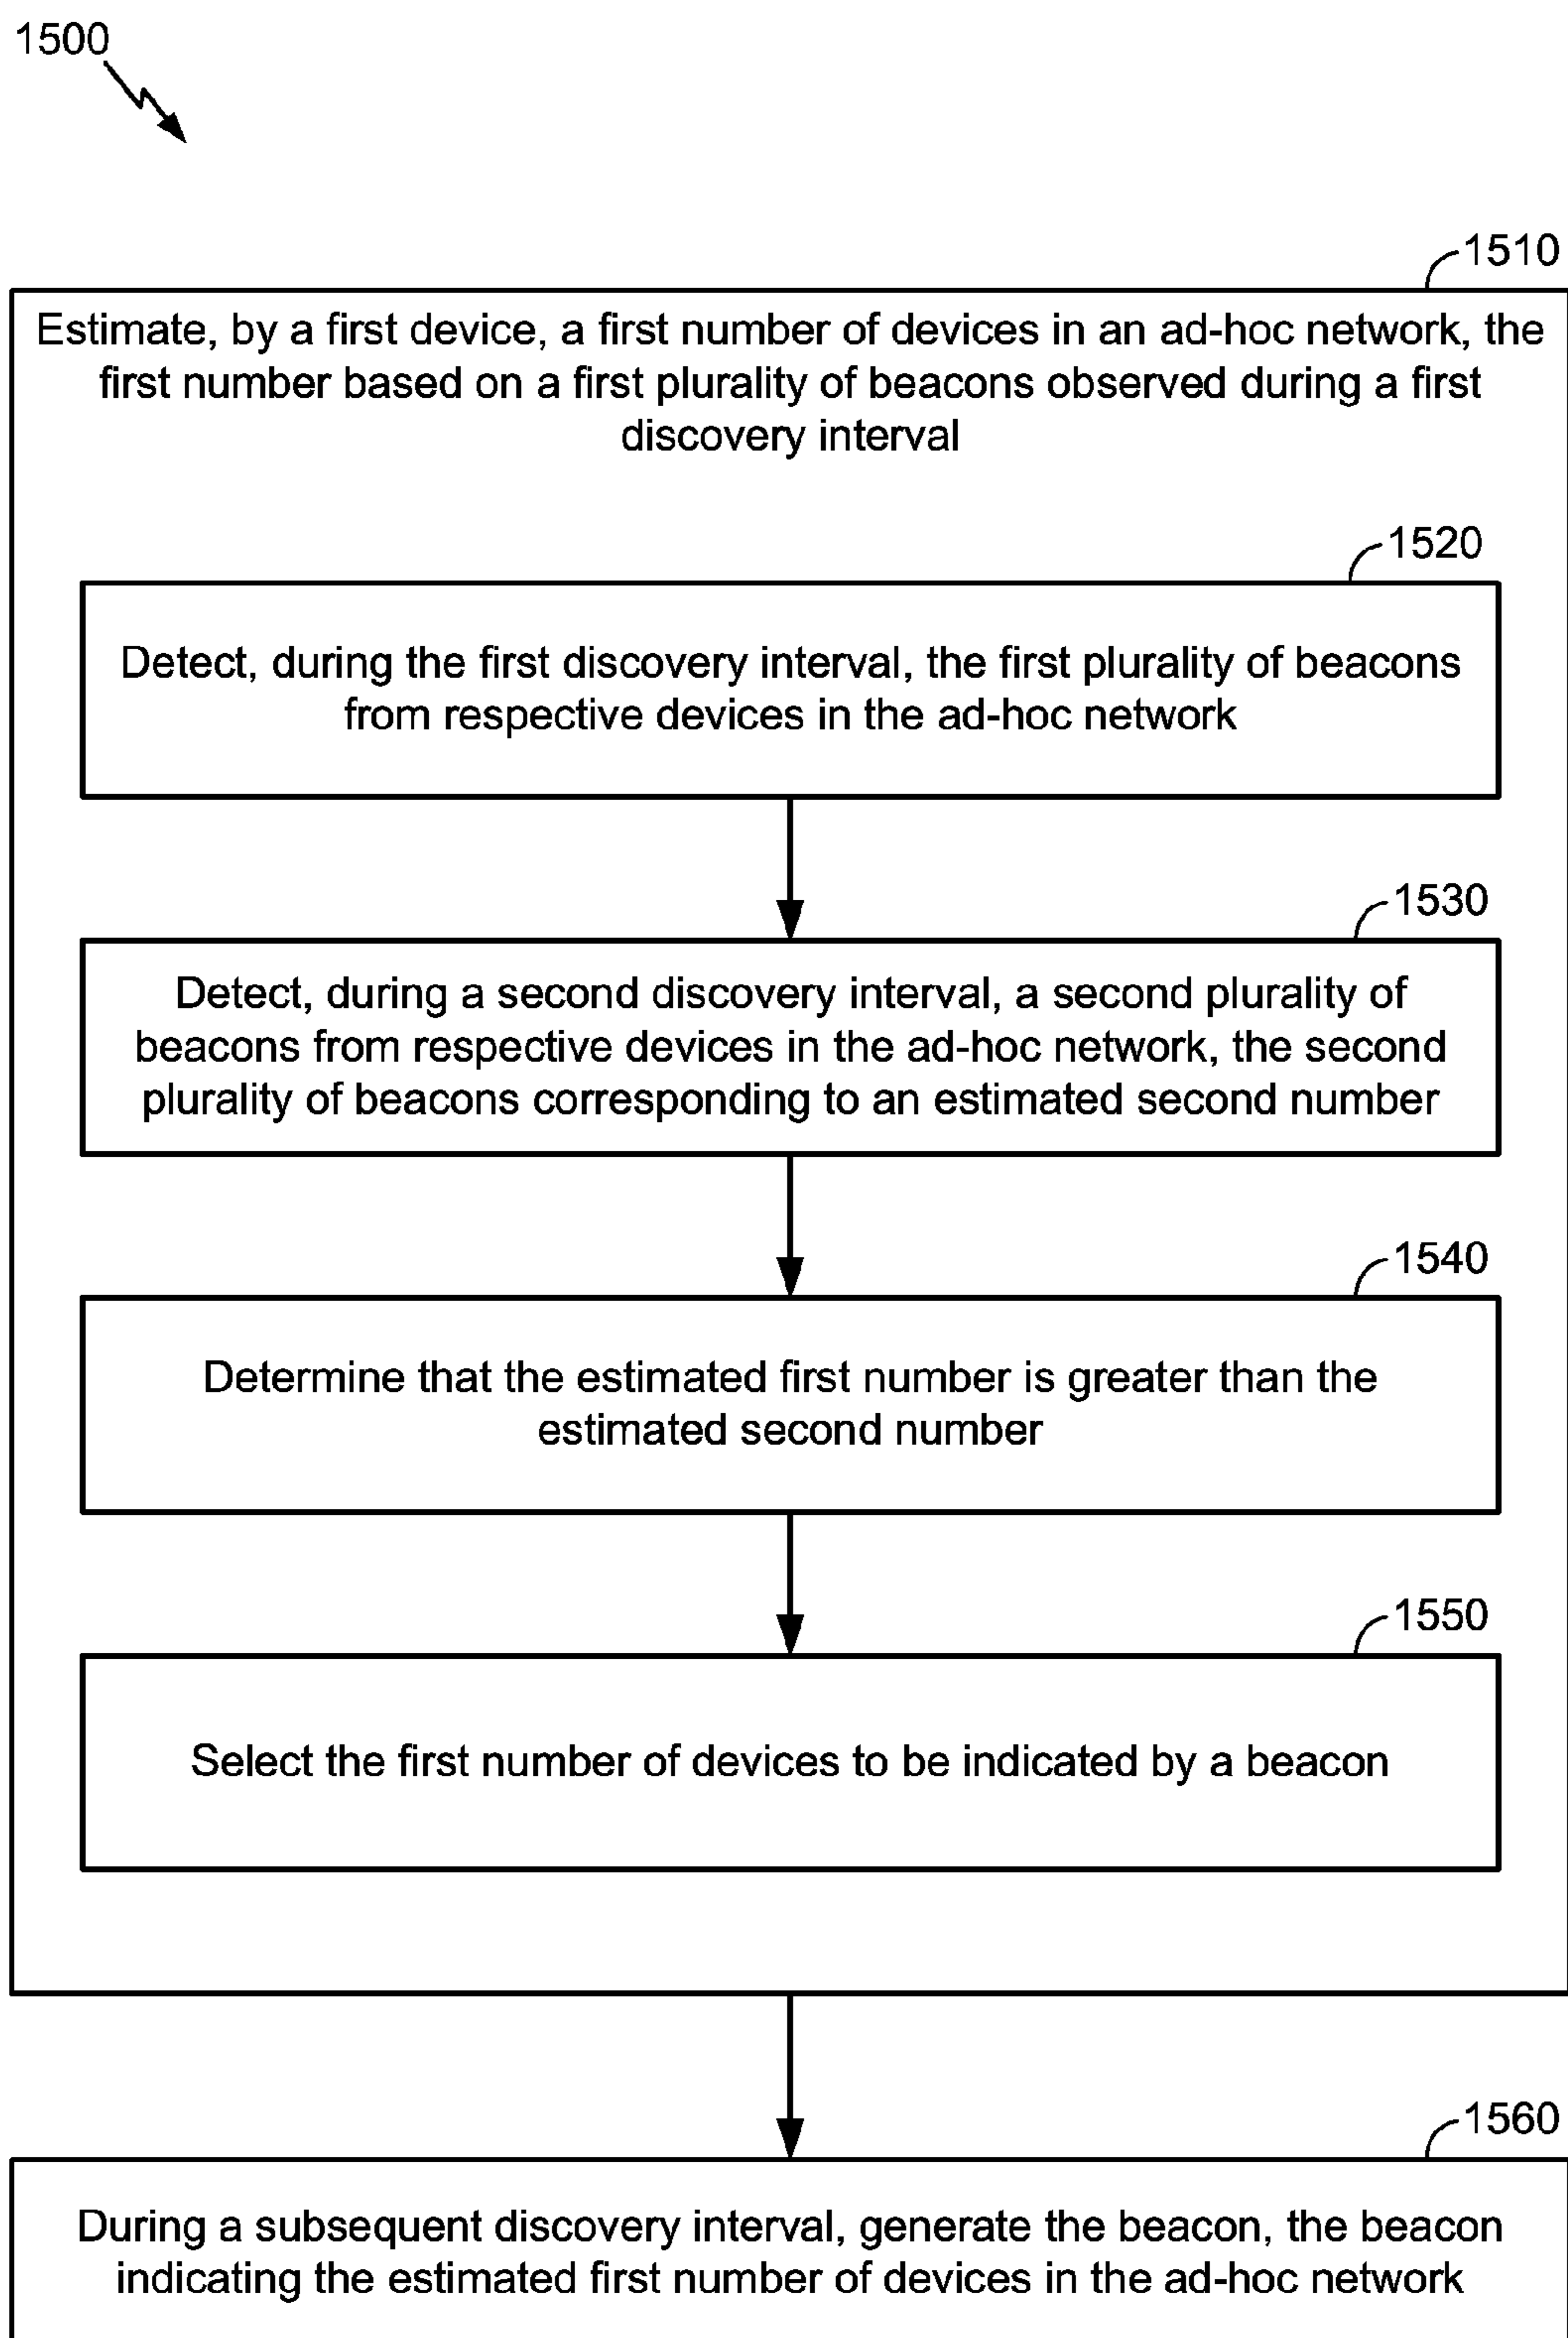 1500
1510
Estimate, by a first device, a first number of devices in an ad-hoc network, the
first number based on a first plurality of beacons observed during a first
discovery interval
1520
Detect, during the first discovery interval, the first plurality of beacons
from respective devices in the ad-hoc network
1530
Detect, during a second discovery interval, a second plurality of
beacons from respective devices in the ad-hoc network, the second
plurality of beacons corresponding to an estimated second number
1540
Determine that the estimated first number is greater than the
estimated second number
1550
Select the first number of devices to be indicated by a beacon
1560
During a subsequent discovery interval, generate the beacon, the beacon
indicating the estimated first number of devices in the ad-hoc network